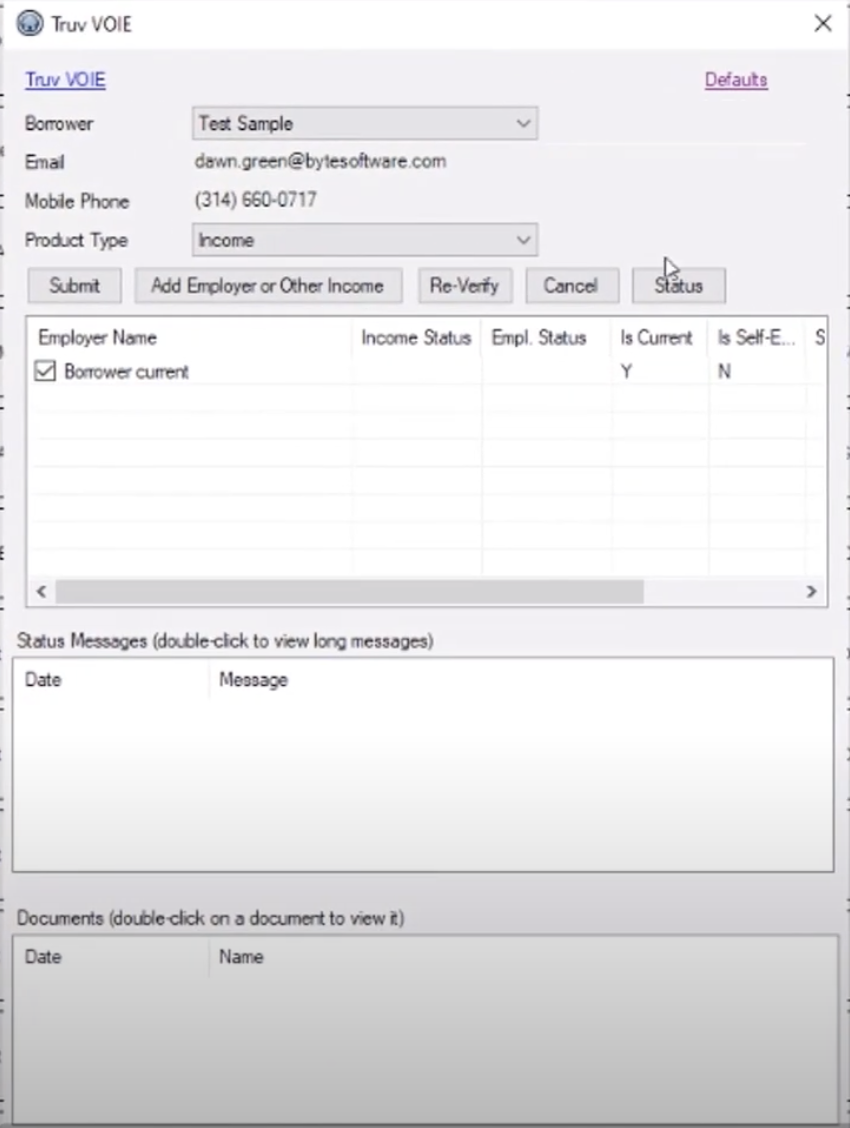 Truv VOIE
Truv VOIE Defaults
Borrower Test Sample
Email dawn.green@bytesoftware.com
Mobile Phone (314) 660-0717
Product Type Income
Submit Add Employer or Other Income Re-Verify Cancel Status
Employer Name Income Status Empl. Status Is Current Is Self-E... S
Borrower current Y N
Status Messages (double-click to view long messages)
Date Message
Documents (double-click on a document to view it)
Date Name